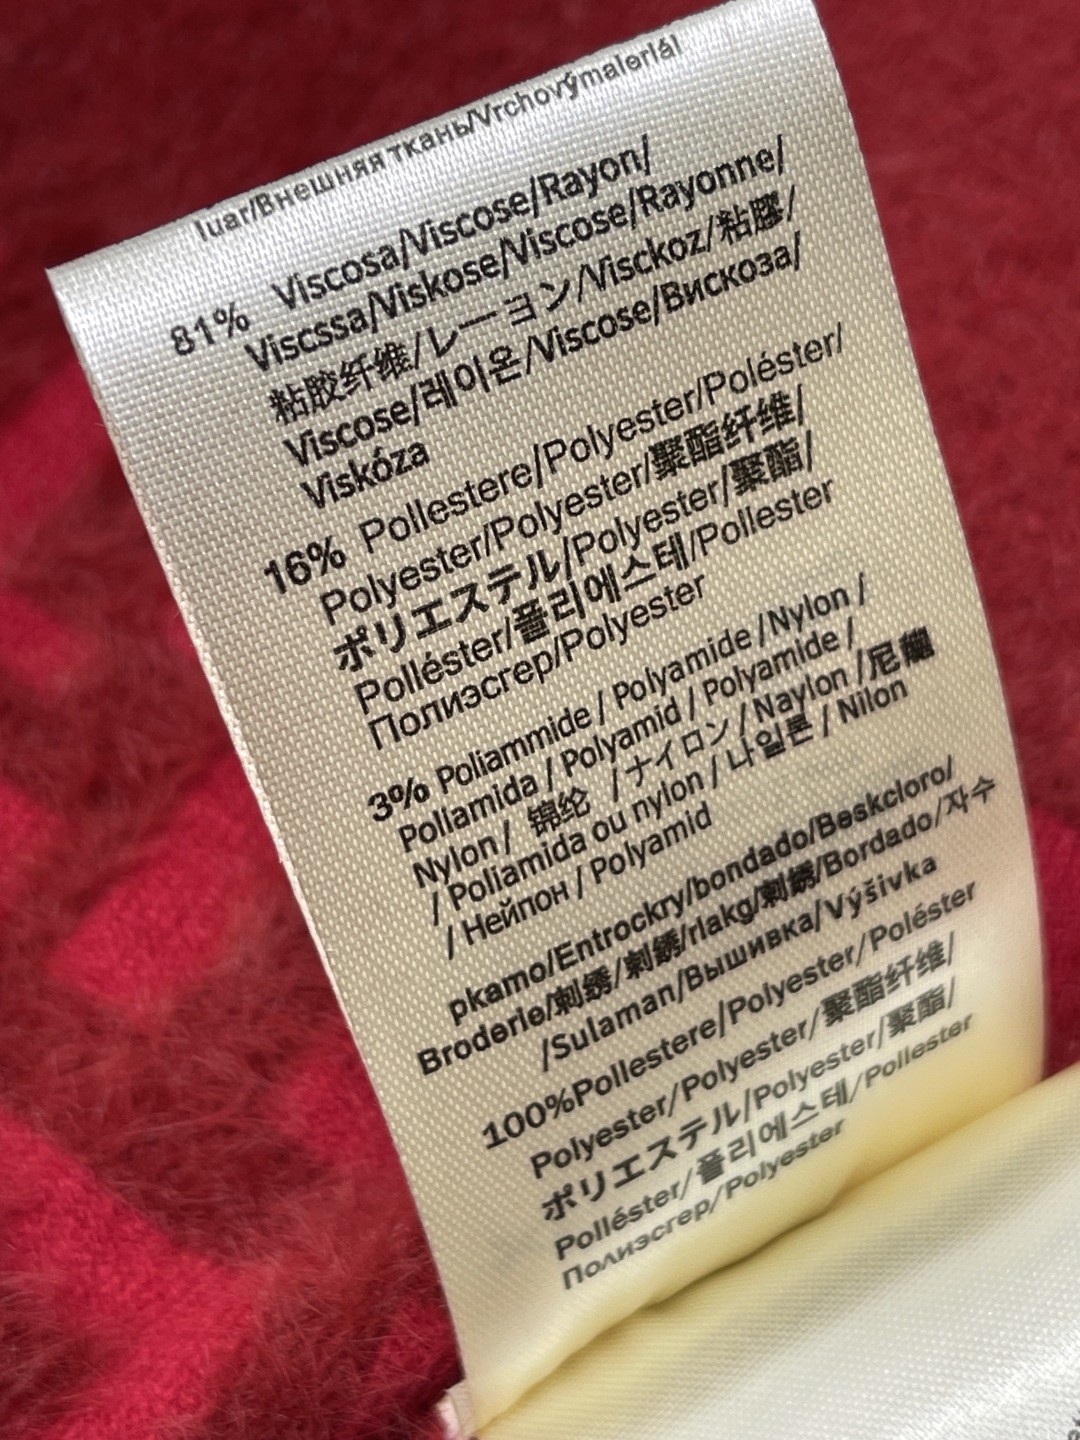 luar/Внешняя ткань/Vrchovýmaterlál
81% Viscosa/Viscose/Rayon/
Viscssa/Viskose/Viscose/Rayonne/
粘胶纤维/レーヨン/Visckoz/粘膠/
Viscose/레이온/Viscose/Вискоза/
Viskóza
16% Pollestere/Polyester/Poléster/
Polyester/Polyester/聚酯纤维/
ポリエステル/Polyester/聚酯/
Polléster/폴리에스테/Pollester
Полиэсгер/Polyester
3% Poliammide / Polyamide / Nylon /
Pollamida / Polyamid / Polyamide /
Nylon / 锦纶 / ナイロン / Naylon /尼龍
/ Poliamida ou nylon / 나일론 / Nilon
/ Нейпон / Polyamid
pkamo/Entrockry/bondado/Beskcloro/
Broderle/刺绣/刺繡/rlakg/刺繍/Bordado/자수
/Sulaman/Вышивка/Výšivka
100%Pollestere/Polyester/Poléster
Polyester/Polyester/聚酯纤维/
ポリエステル/Polyester/聚酯/
Polléster/폴리에스테/Pollester
Полиэсгер/Polyester